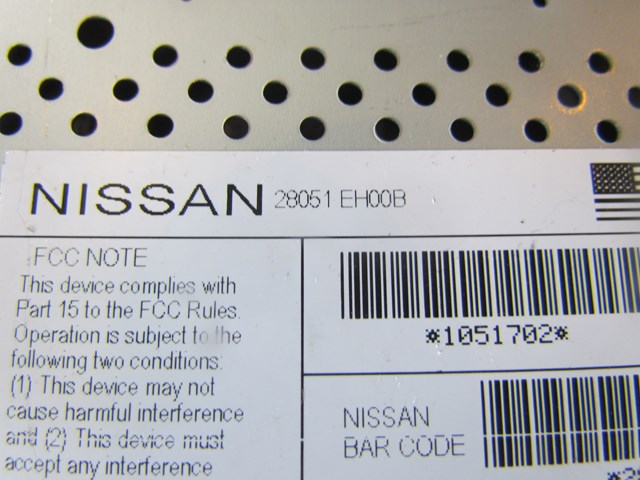 NISSAN 28051 EH00B
FCC NOTE
This device complies with
Part 15 to the FCC Rules.
Operation is subject to the
following two conditions:
(1) This device may not
cause harmful interference
and (2) This device must
accept any interference
*1051702*
NISSAN
BAR CODE